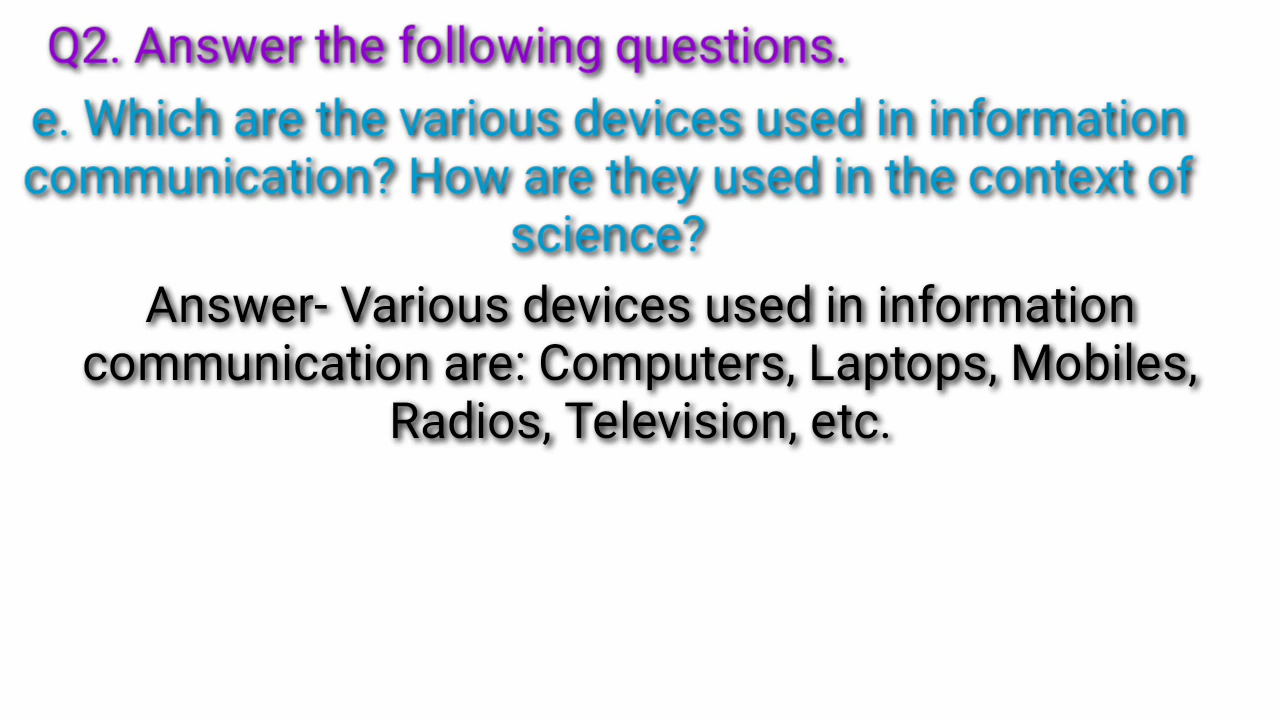 Q2. Answer the following questions.
e. Which are the various devices used in information
communication? How are they used in the context of
science?
Answer- Various devices used in information
communication are: Computers, Laptops, Mobiles,
Radios, Television, etc.